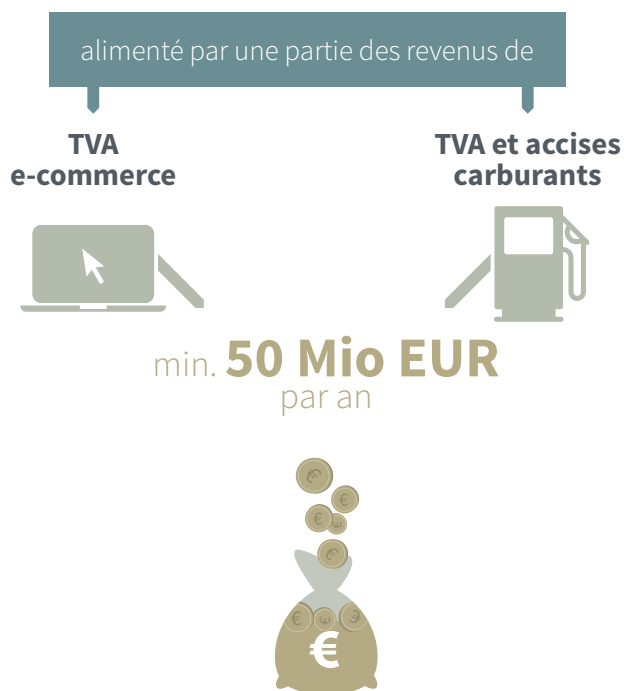 alimenté par une partie des revenus de
TVA
e-commerce
TVA et accises
carburants
min. 50 Mio EUR
par an
€
€
€
€
€
€
€
€
€